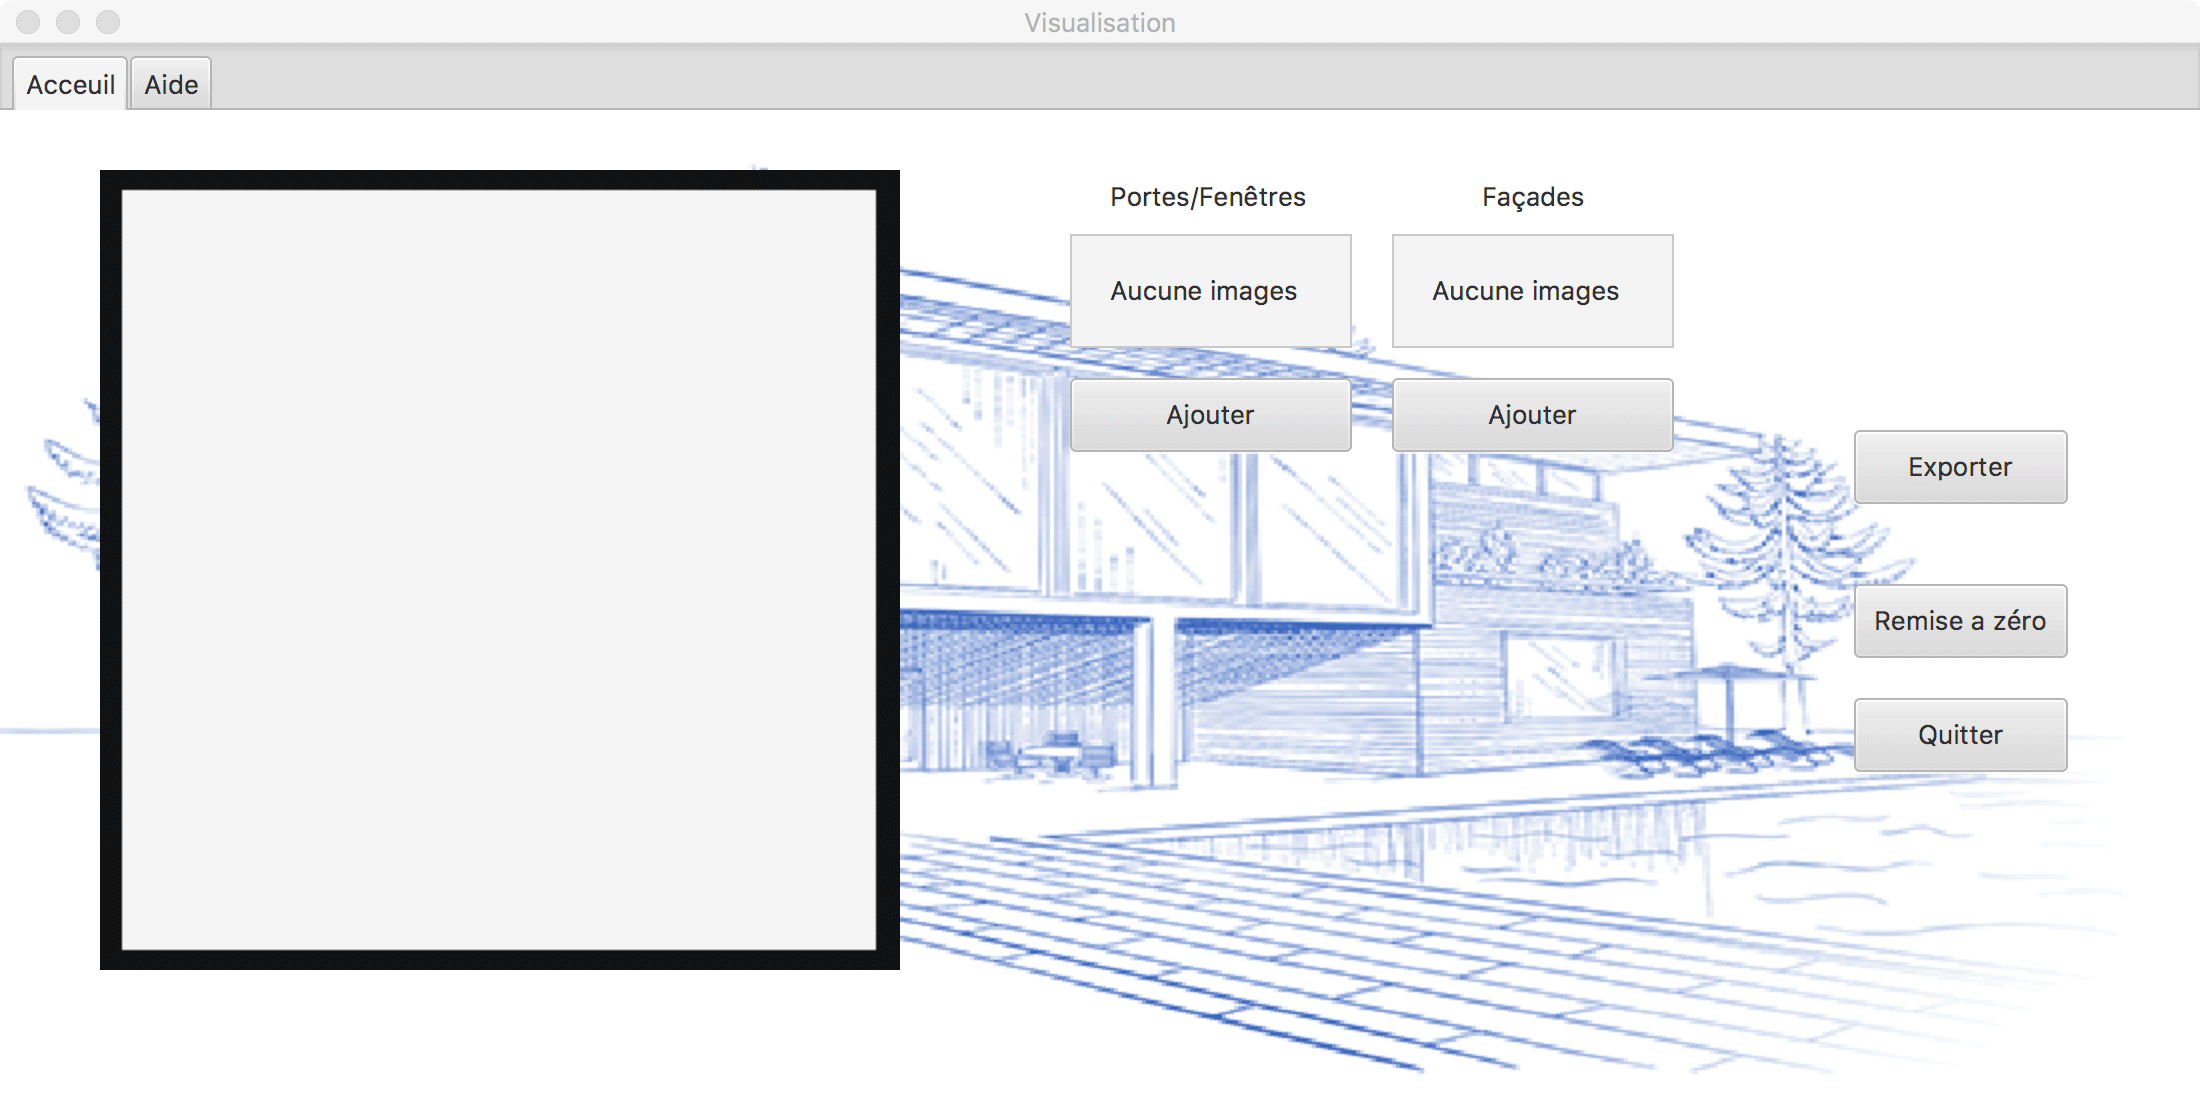 Visualisation
Acceuil Aide
Portes/Fenêtres Façades
Aucune images Aucune images
Ajouter Ajouter
Exporter
Remise a zéro
Quitter